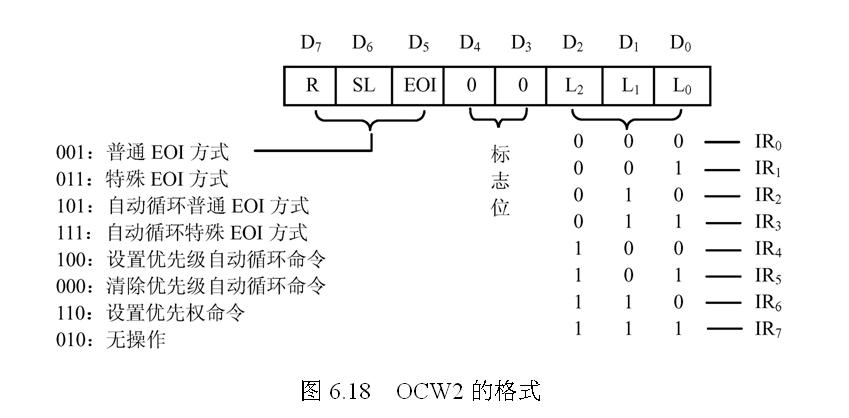 D₇ D₆ D₅ D₄ D₃ D₂ D₁ D₀
R SL EOI 0 0 L₂ L₁ L₀
001：普通 EOI 方式
011：特殊 EOI 方式
101：自动循环普通 EOI 方式
111：自动循环特殊 EOI 方式
100：设置优先级自动循环命令
000：清除优先级自动循环命令
110：设置优先权命令
010：无操作
标
志
位
0 0 0 IR₀
0 0 1 IR₁
0 1 0 IR₂
0 1 1 IR₃
1 0 0 IR₄
1 0 1 IR₅
1 1 0 IR₆
1 1 1 IR₇
图 6.18 OCW2 的格式